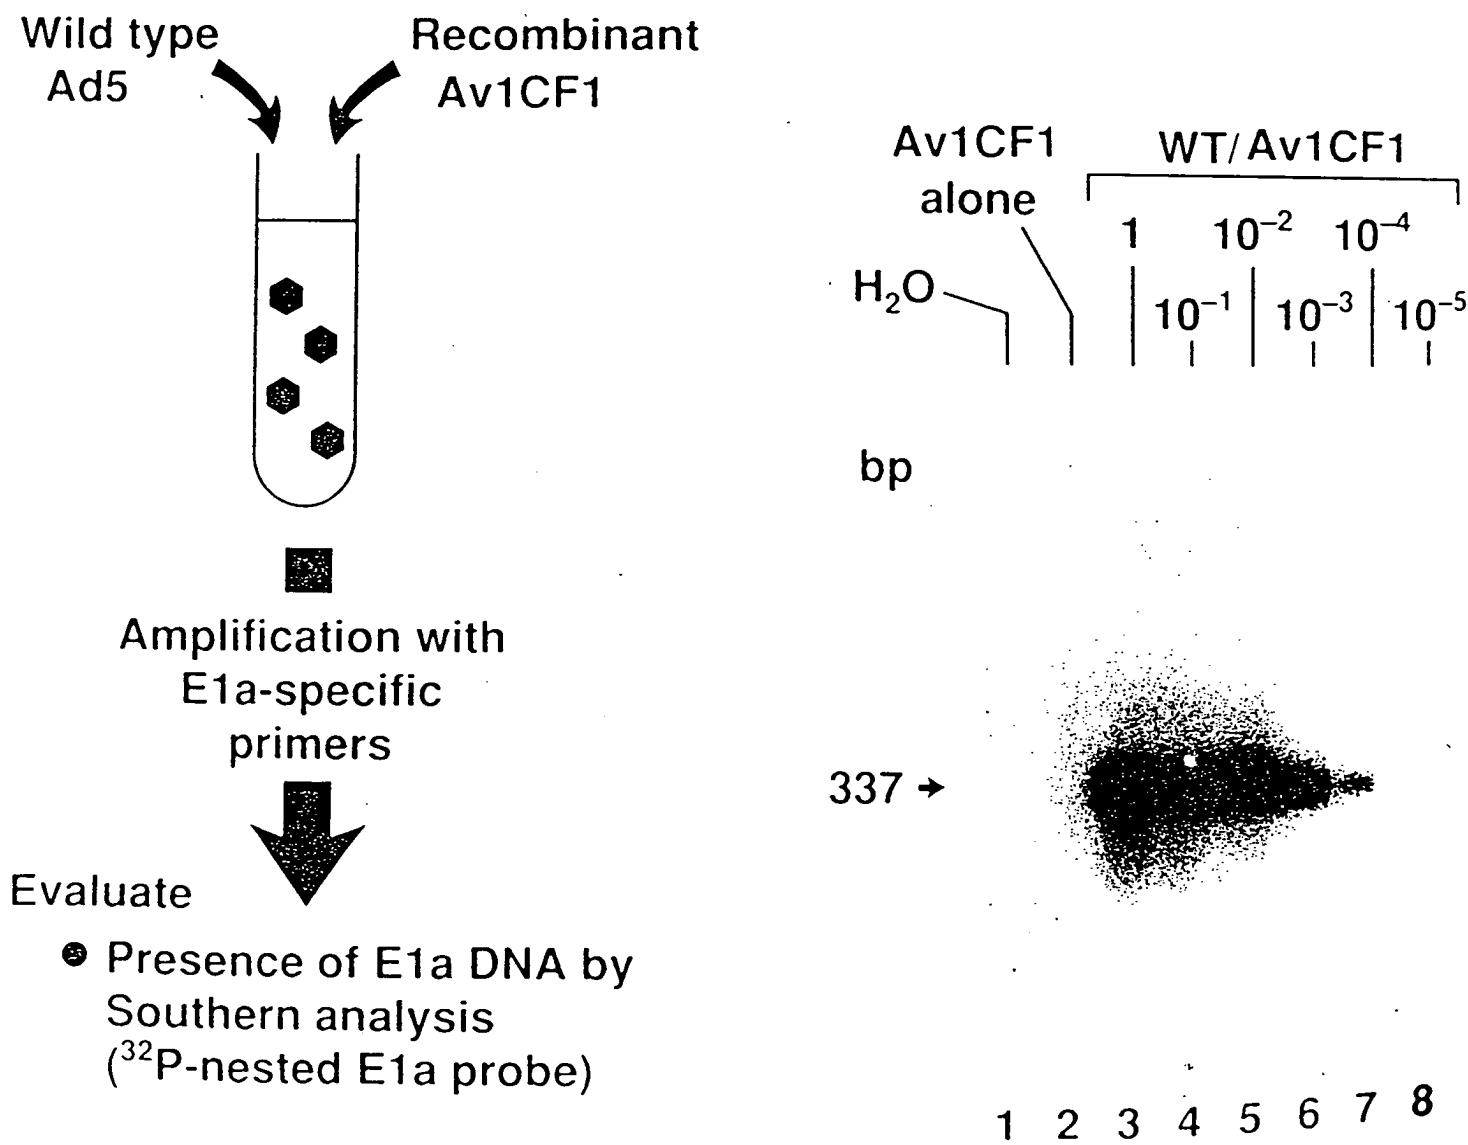 Wild type
Ad5
Recombinant
Av1CF1
Amplification with
E1a-specific
primers
Evaluate
Presence of E1a DNA by
Southern analysis
(³²P-nested E1a probe)
Av1CF1
alone
WT/Av1CF1
1 10⁻² 10⁻⁴
H₂O
10⁻¹ 10⁻³ 10⁻⁵
bp
337
1 2 3 4 5 6 7 8